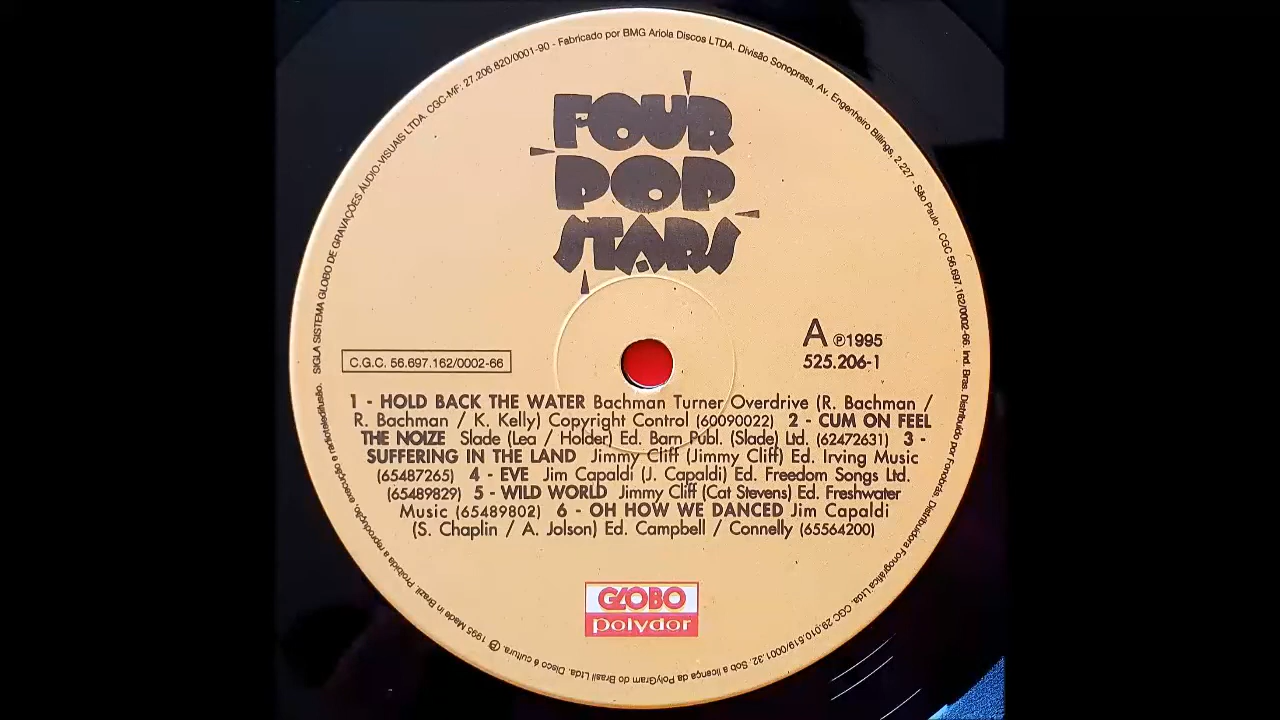 SIGLA SISTEMA GLOBO DE GRAVAÇÕES ÁUDIO-VISUAIS LTDA. CGC-MF: 27.206.820/0001-90 - Fabricado por BMG Ariola Discos LTDA. Divisão Sonopress, Av. Engenheiro Billings, 2.227 - São Paulo - CGC 56.697.162/0002-66. Ind. Bras. Distribuído por Fonobrás, Distribuidora Fonográfica Ltda. CGC 29.010.519/0001.32. Sob a licença da PolyGram do Brasil Ltda. Disco é cultura. ℗ 1995 Made in Brazil. Proibida a reprodução, execução e radioteledifusão.
FOUR
POP
STARS
A ℗1995
525.206-1
C.G.C. 56.697.162/0002-66
1 - HOLD BACK THE WATER Bachman Turner Overdrive (R. Bachman /
R. Bachman / K. Kelly) Copyright Control (60090022) 2 - CUM ON FEEL
THE NOIZE Slade (Lea / Holder) Ed. Barn Publ. (Slade) Ltd. (62472631) 3 -
SUFFERING IN THE LAND Jimmy Cliff (Jimmy Cliff) Ed. Irving Music
(65487265) 4 - EVE Jim Capaldi (J. Capaldi) Ed. Freedom Songs Ltd.
(65489829) 5 - WILD WORLD Jimmy Cliff (Cat Stevens) Ed. Freshwater
Music (65489802) 6 - OH HOW WE DANCED Jim Capaldi
(S. Chaplin / A. Jolson) Ed. Campbell / Connelly (65564200)
GLOBO
polydor